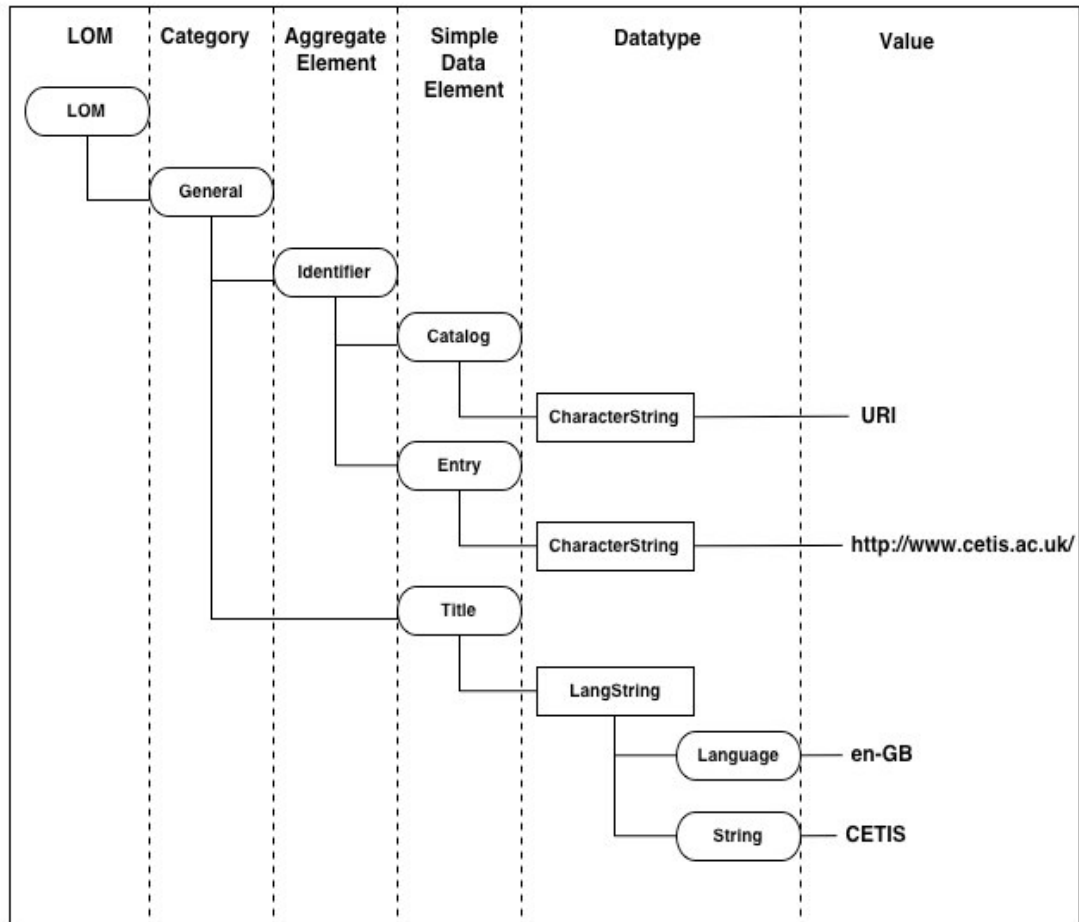 LOM
Category
Aggregate
Element
Simple
Data
Element
Datatype
Value
LOM
General
Identifier
Catalog
CharacterString
URI
Entry
CharacterString
http://www.cetis.ac.uk/
Title
LangString
Language
en-GB
String
CETIS